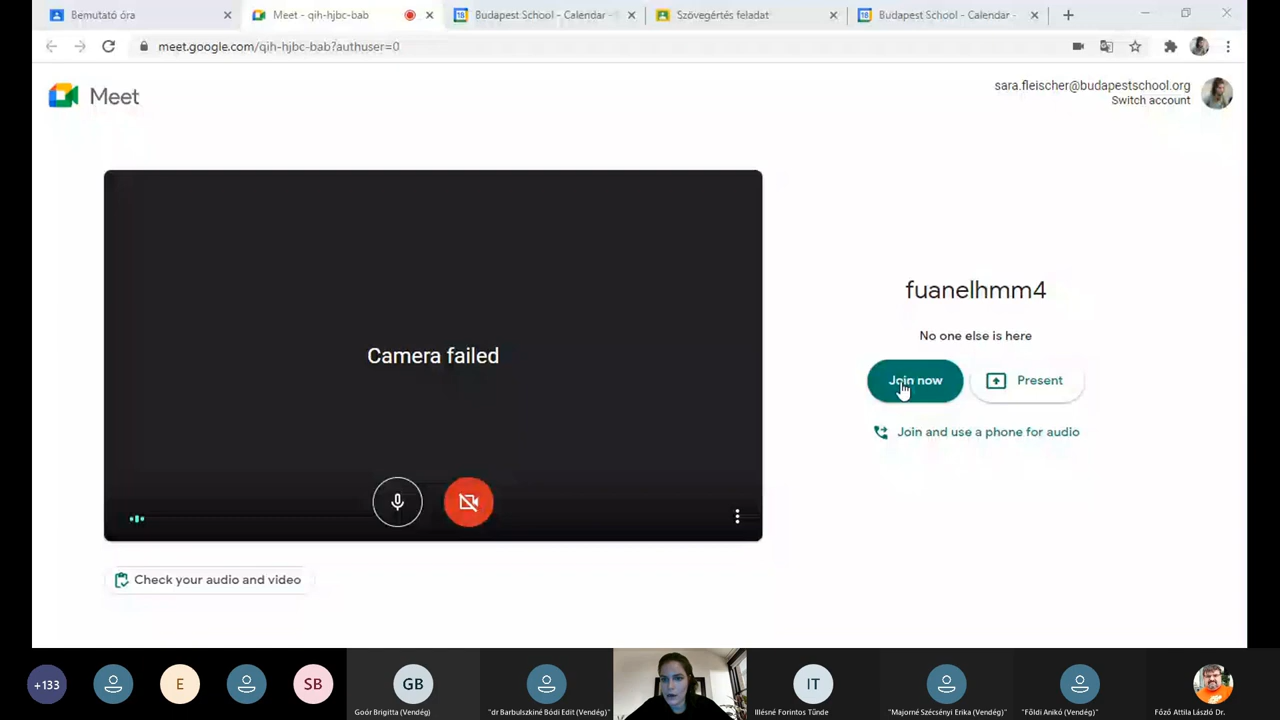 Bemutató óra
Meet - qih-hjbc-bab
Budapest School - Calendar -
Szövegértés feladat
Budapest School - Calendar -
meet.google.com/qih-hjbc-bab?authuser=0
Meet
sara.fleischer@budapestschool.org
Switch account
Camera failed
fuanelhmm4
No one else is here
Join now
Present
Join and use a phone for audio
Check your audio and video
+133
E
SB
GB
IT
Goór Brigitta (Vendég)
"dr Barbulszkiné Bódi Edit (Vendég)"
Illésné Forintos Tünde
"Majorné Szécsényi Erika (Vendég)"
"Földi Anikó (Vendég)"
Főző Attila László Dr.